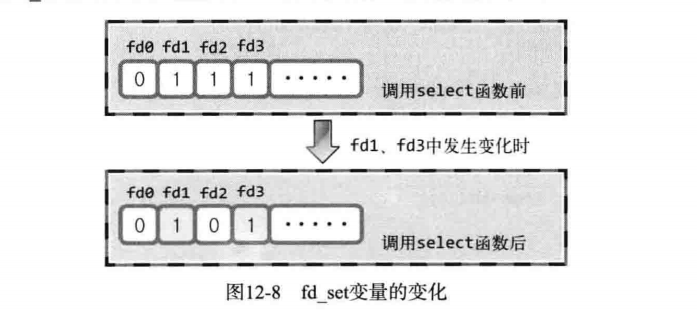 fd0 fd1 fd2 fd3
0 1 1 1 ·····
调用select函数前
fd1、fd3中发生变化时
fd0 fd1 fd2 fd3
0 1 0 1 ·····
调用select函数后
图12-8 fd_set变量的变化